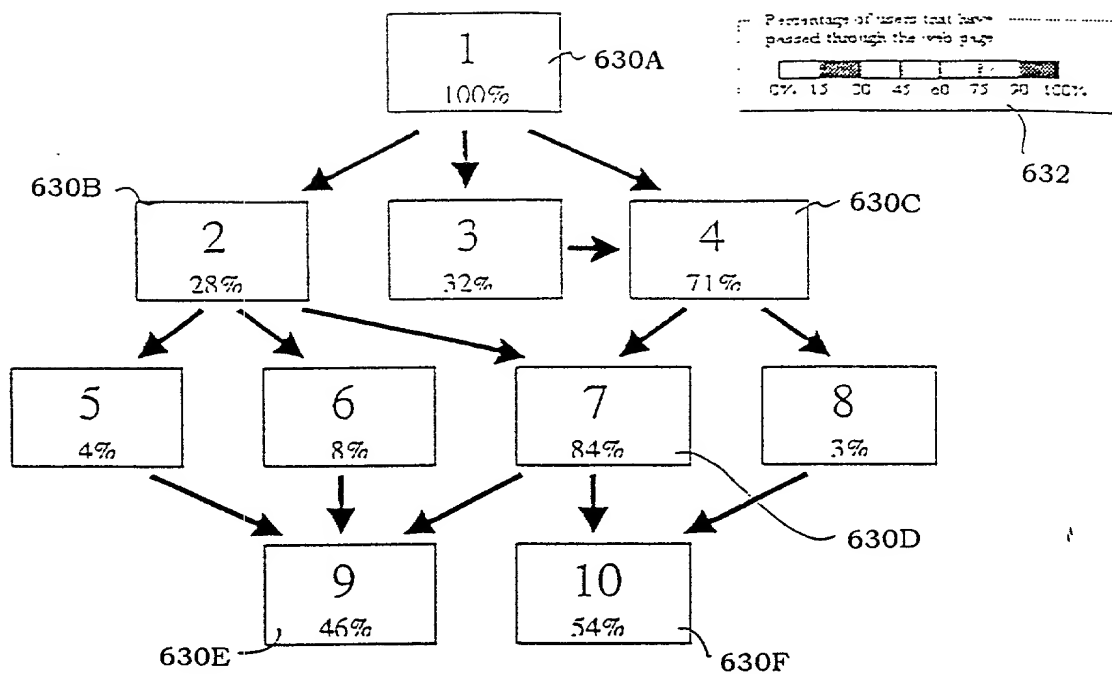 Percentage of users that have
passed through the web page
0% 15 30 45 60 75 90 100%
632
1
100%
630A
630B
2
28%
3
32%
4
71%
630C
5
4%
6
8%
7
84%
8
3%
630D
9
46%
630E
10
54%
630F